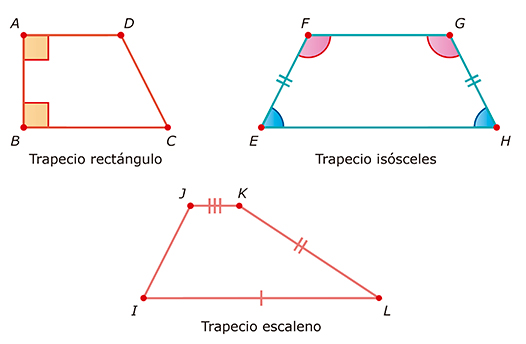 A D
B C
Trapecio rectángulo
F G
E H
Trapecio isósceles
J K
I L
Trapecio escaleno